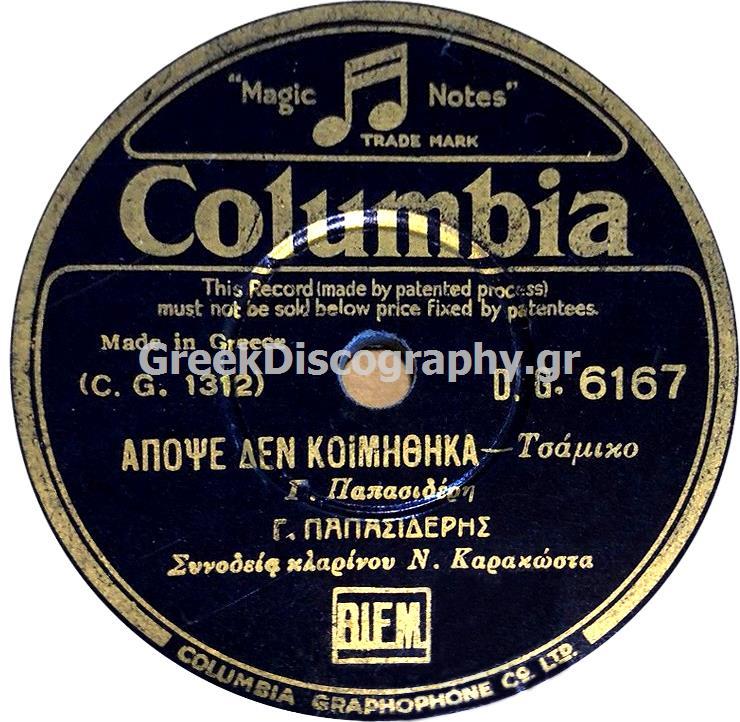 "Magic Notes"
TRADE MARK
Columbia
This Record (made by patented process)
must not be sold below price fixed by patentees.
Made in Greece
GreekDiscography.gr
(C. G. 1312) D. G. 6167
ΑΠΟΨΕ ΔΕΝ ΚΟΙΜΗΘΗΚΑ — Τσάμικο
Γ. Παπασιδέρη
Γ. ΠΑΠΑΣΙΔΕΡΗΣ
Συνοδείᾳ κλαρίνου Ν. Καρακώστα
BIEM
COLUMBIA GRAPHOPHONE CO. LTD.